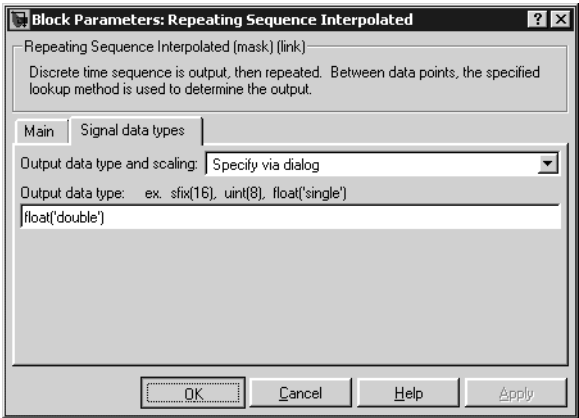 Block Parameters: Repeating Sequence Interpolated
Repeating Sequence Interpolated (mask) (link)
Discrete time sequence is output, then repeated. Between data points, the specified
lookup method is used to determine the output.
Main Signal data types
Output data type and scaling: Specify via dialog
Output data type: ex. sfix(16), uint(8), float('single')
float('double')
OK Cancel Help Apply